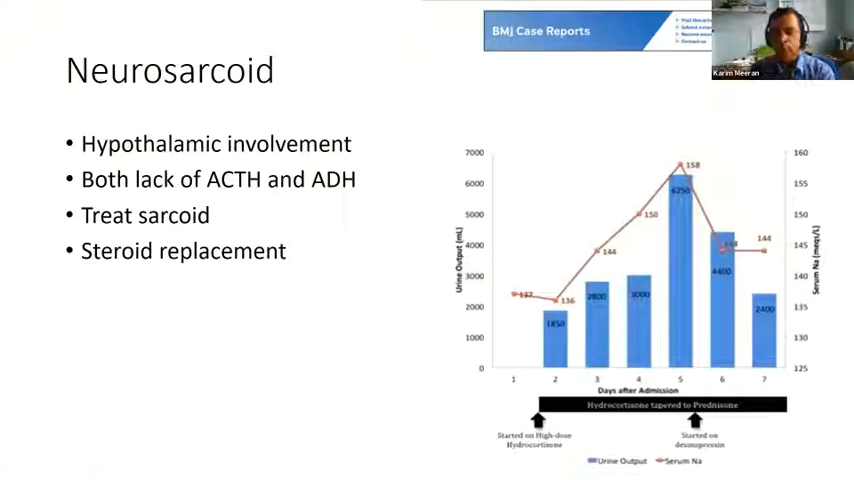 BMJ Case Reports
Karim Meeran
Neurosarcoid
• Hypothalamic involvement
• Both lack of ACTH and ADH
• Treat sarcoid
• Steroid replacement
7000
6000
5000
4000
3000
2000
1000
0
Urine Output (mL)
160
155
150
145
140
135
130
125
Serum Na (meqs/L)
137
136
144
150
158
144
1850
2800
3000
6250
4400
2400
1 2 3 4 5 6 7
Days after Admission
Hydrocortisone tapered to Prednisone
Started on High-dose
Hydrocortisone
Started on
desmopressin
Urine Output Serum Na